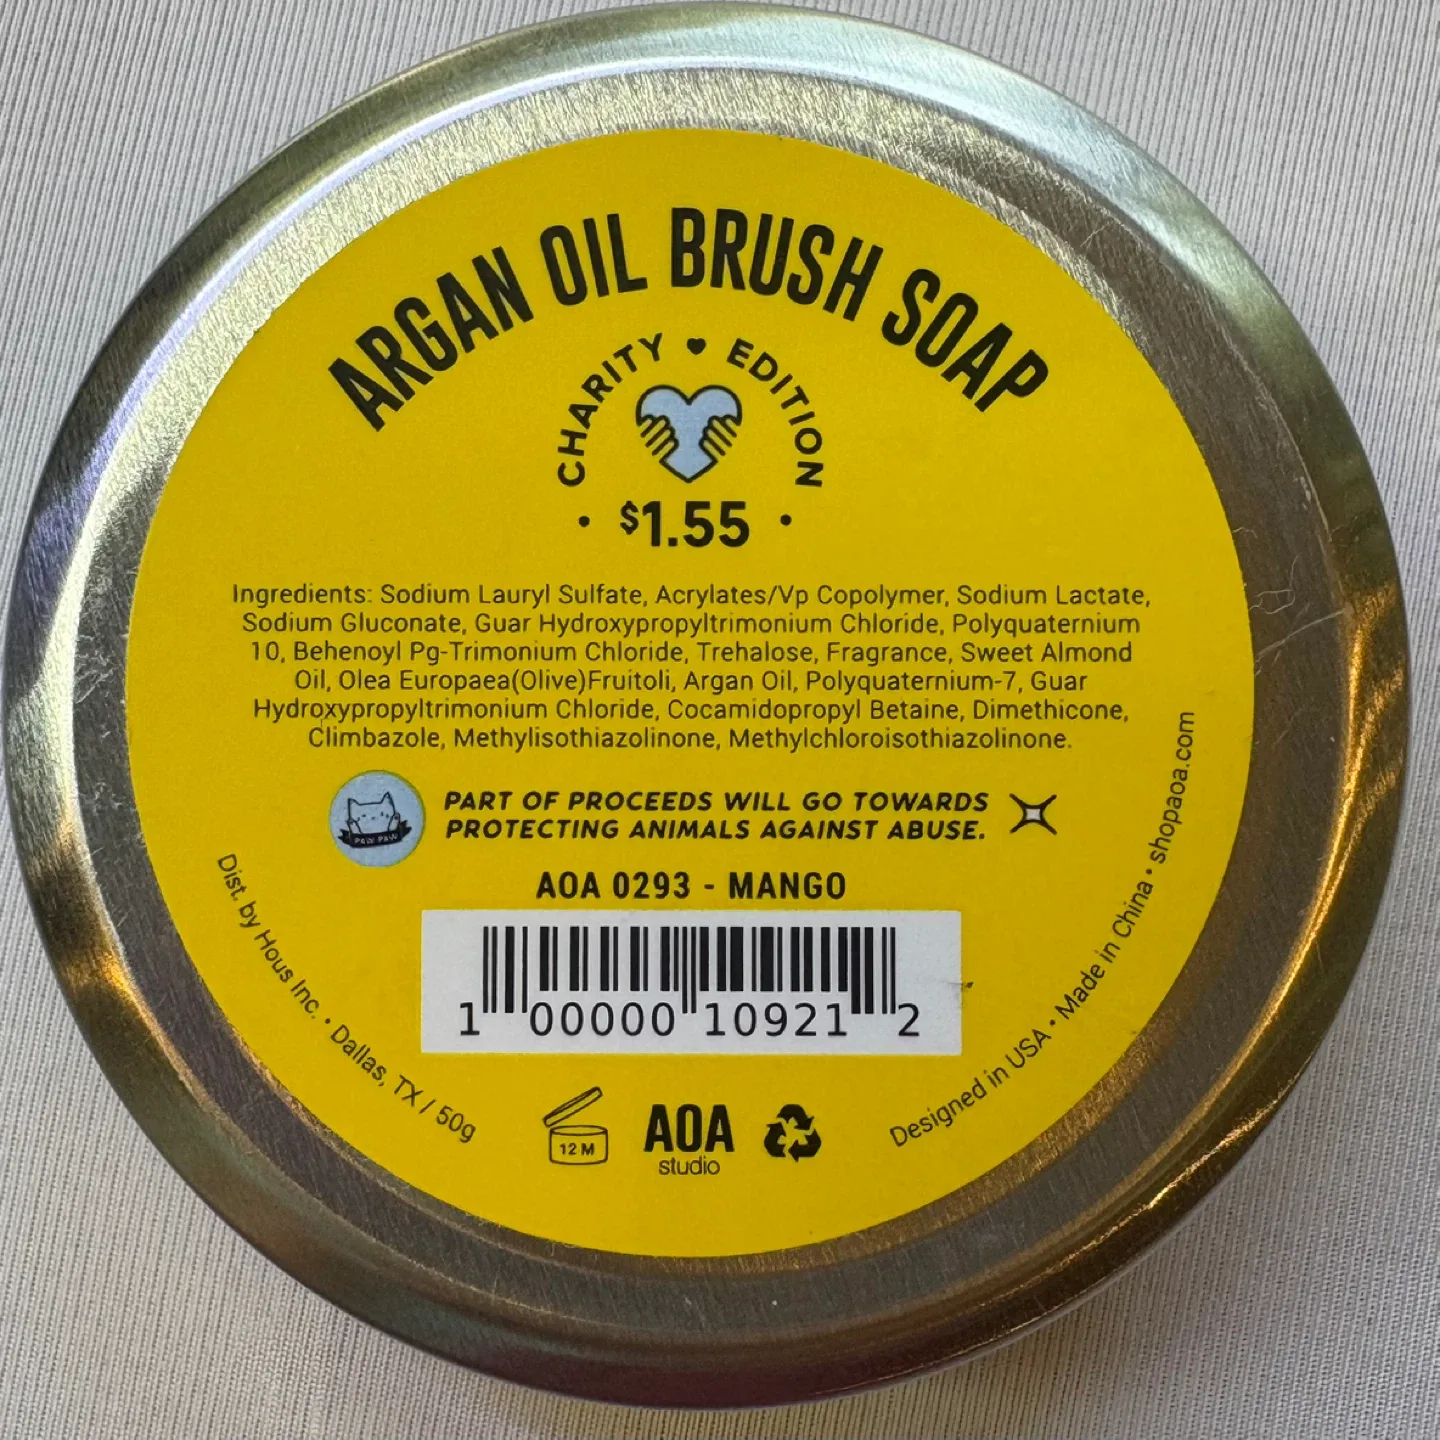 ARGAN OIL BRUSH SOAP
CHARITY ♥ EDITION
• $1.55 •
Ingredients: Sodium Lauryl Sulfate, Acrylates/Vp Copolymer, Sodium Lactate,
Sodium Gluconate, Guar Hydroxypropyltrimonium Chloride, Polyquaternium
10, Behenoyl Pg-Trimonium Chloride, Trehalose, Fragrance, Sweet Almond
Oil, Olea Europaea(Olive)Fruitoli, Argan Oil, Polyquaternium-7, Guar
Hydroxypropyltrimonium Chloride, Cocamidopropyl Betaine, Dimethicone,
Climbazole, Methylisothiazolinone, Methylchloroisothiazolinone.
PAW PAW
PART OF PROCEEDS WILL GO TOWARDS
PROTECTING ANIMALS AGAINST ABUSE.
AOA 0293 - MANGO
1 00000 10921 2
Dist. by Hous Inc. • Dallas, TX / 50g
12 M
AOA
studio
Designed in USA • Made in China • shopaoa.com